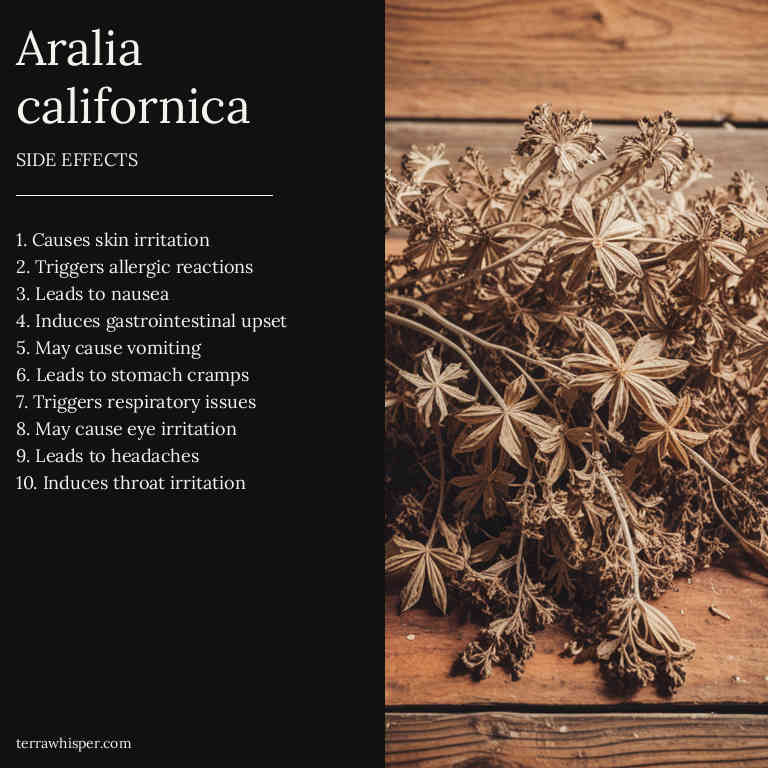 Aralia
californica
SIDE EFFECTS
1. Causes skin irritation
2. Triggers allergic reactions
3. Leads to nausea
4. Induces gastrointestinal upset
5. May cause vomiting
6. Leads to stomach cramps
7. Triggers respiratory issues
8. May cause eye irritation
9. Leads to headaches
10. Induces throat irritation
terrawhisper.com